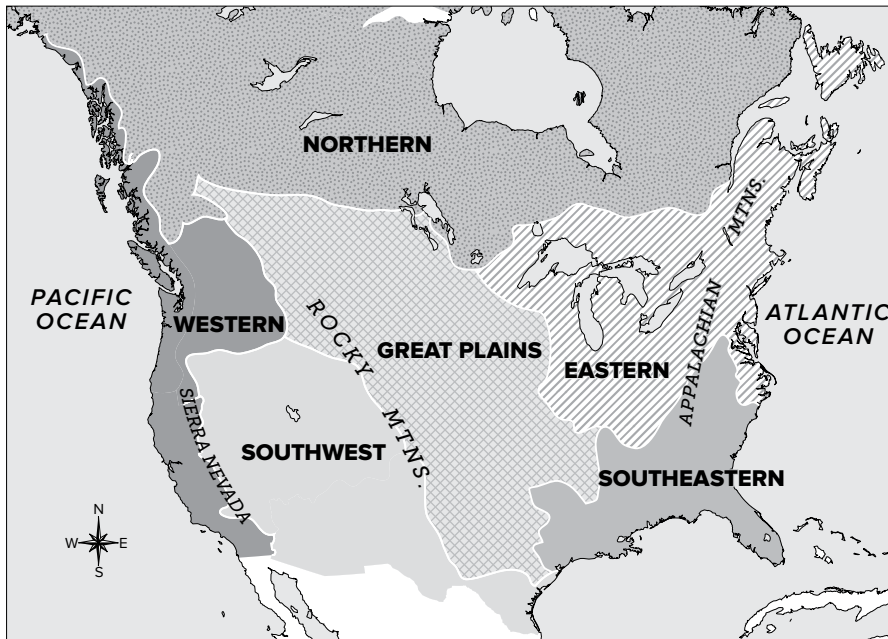 NORTHERN
PACIFIC
OCEAN
WESTERN
ROCKY MTNS.
GREAT PLAINS
EASTERN
APPALACHIAN MTNS.
ATLANTIC
OCEAN
SIERRA NEVADA
SOUTHWEST
SOUTHEASTERN
N
W E
S